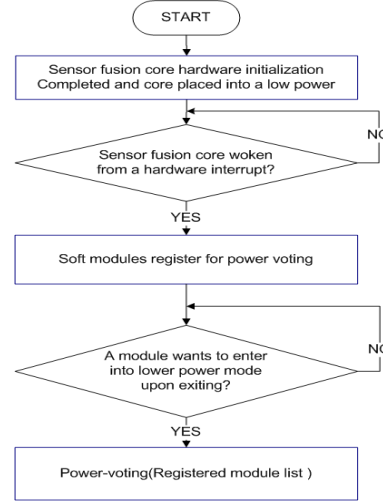 START
Sensor fusion core hardware initialization
Completed and core placed into a low power
Sensor fusion core woken
from a hardware interrupt?
YES
Soft modules register for power voting
A module wants to enter
into lower power mode
upon exiting?
YES
Power-voting(Registered module list )